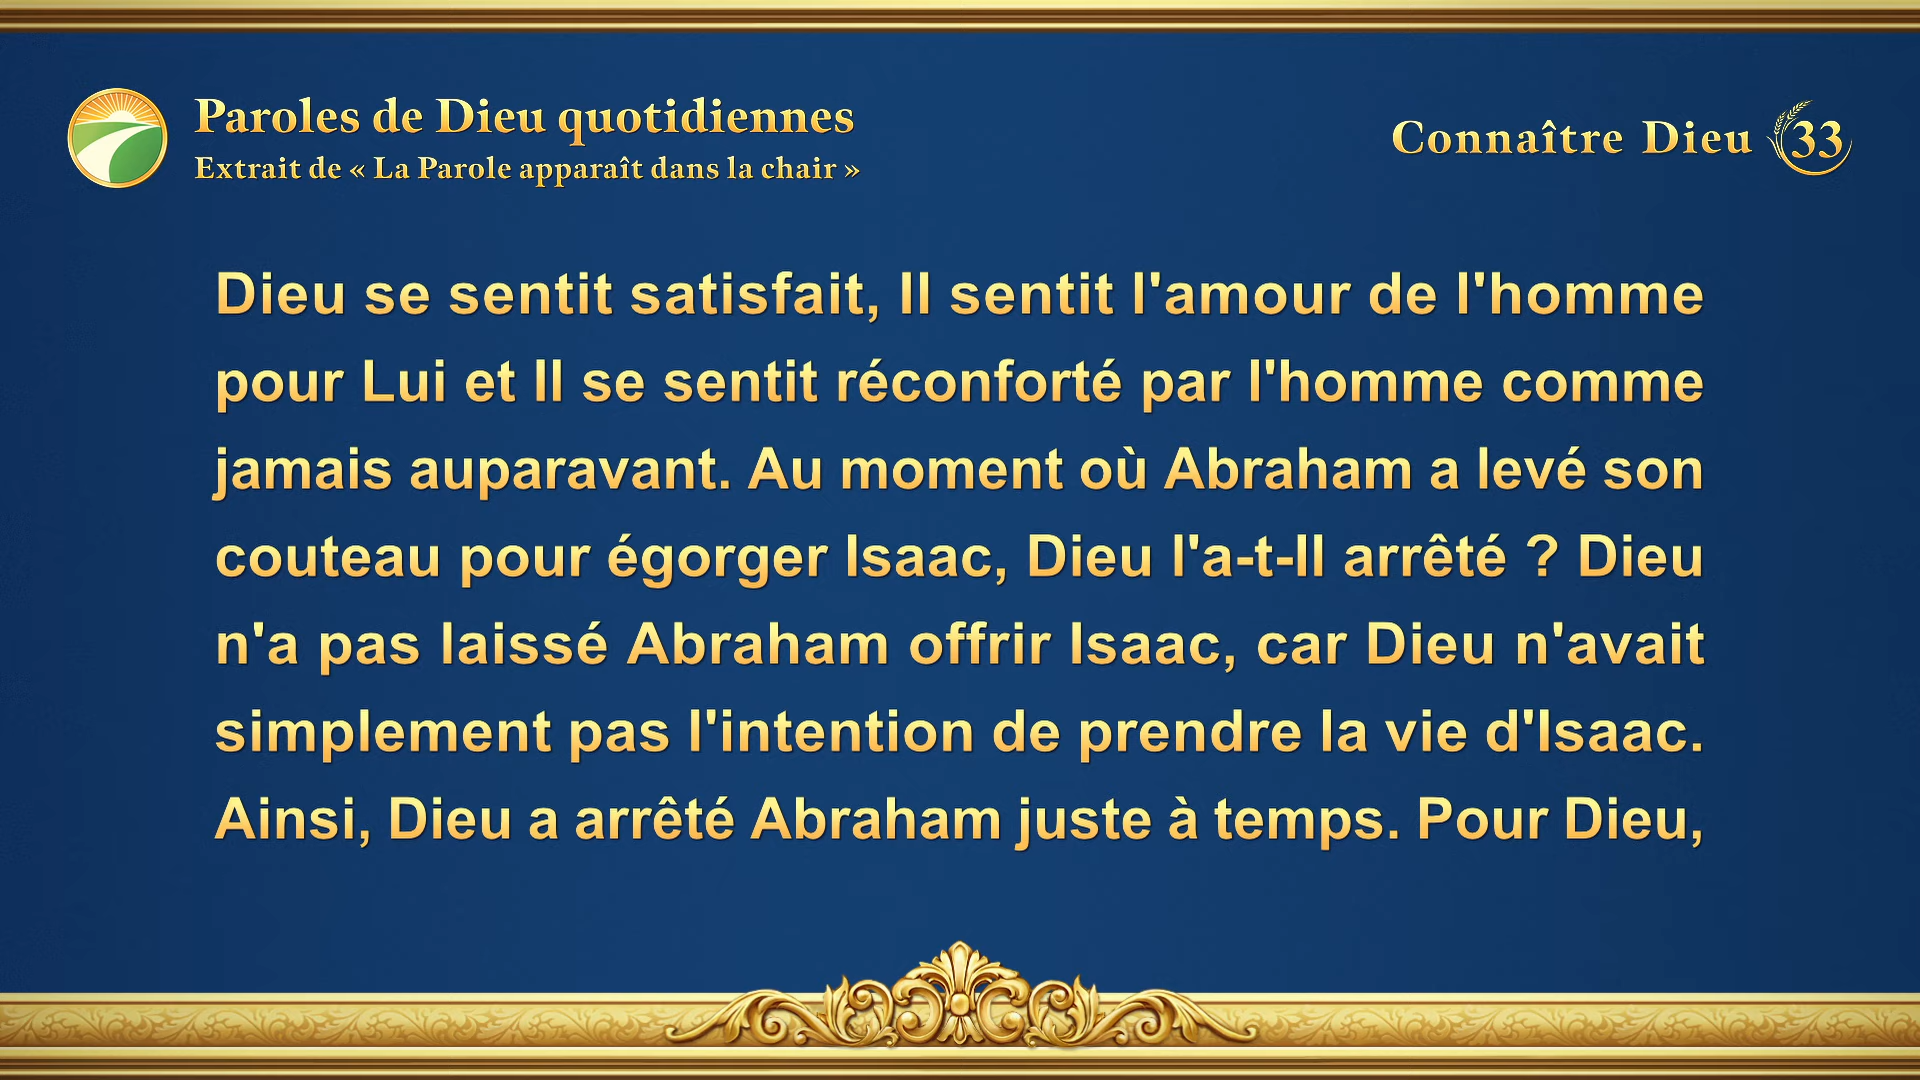 Paroles de Dieu quotidiennes
Extrait de « La Parole apparaît dans la chair »
Connaître Dieu 33
Dieu se sentit satisfait, Il sentit l'amour de l'homme
pour Lui et Il se sentit réconforté par l'homme comme
jamais auparavant. Au moment où Abraham a levé son
couteau pour égorger Isaac, Dieu l'a-t-Il arrêté ? Dieu
n'a pas laissé Abraham offrir Isaac, car Dieu n'avait
simplement pas l'intention de prendre la vie d'Isaac.
Ainsi, Dieu a arrêté Abraham juste à temps. Pour Dieu,